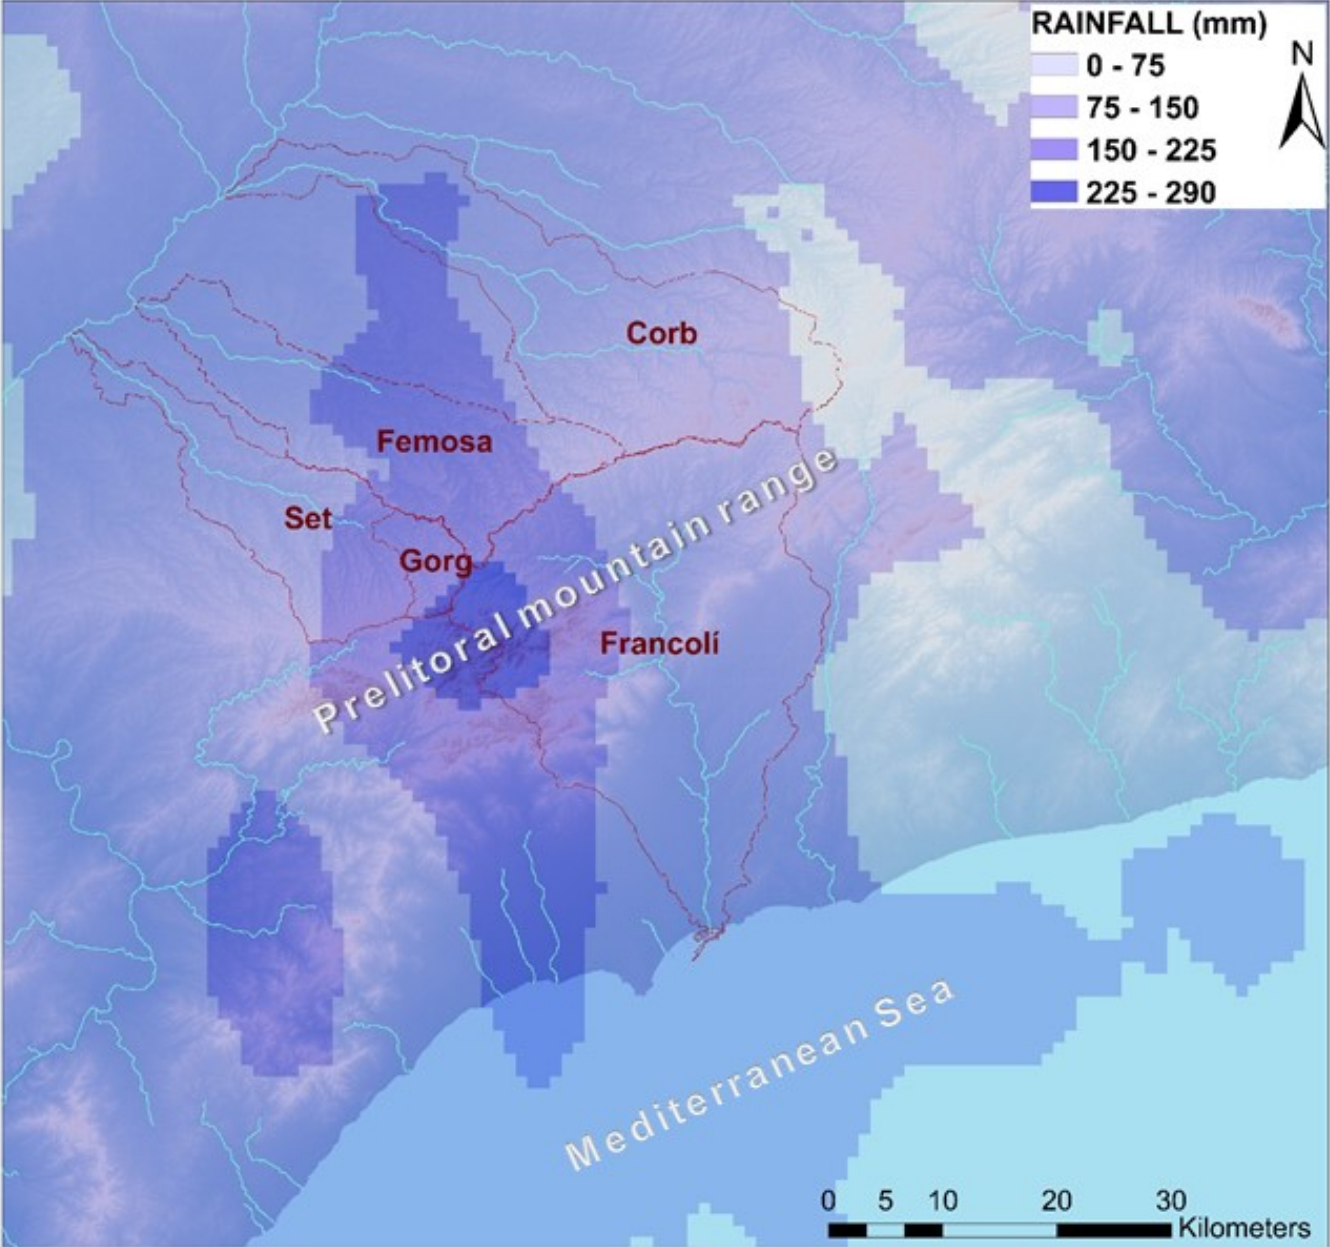 RAINFALL (mm)
0 - 75
75 - 150
150 - 225
225 - 290
N
Corb
Femosa
Set
Gorg
Prelitoral mountain range
Francolí
Mediterranean Sea
0 5 10 20 30
Kilometers